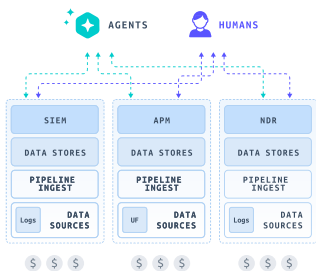 AGENTS
HUMANS
SIEM
DATA STORES
PIPELINE
INGEST
Logs
DATA
SOURCES
$ $ $
APM
DATA STORES
PIPELINE
INGEST
UF
DATA
SOURCES
$ $ $
NDR
DATA STORES
PIPELINE
INGEST
Logs
DATA
SOURCES
$ $ $